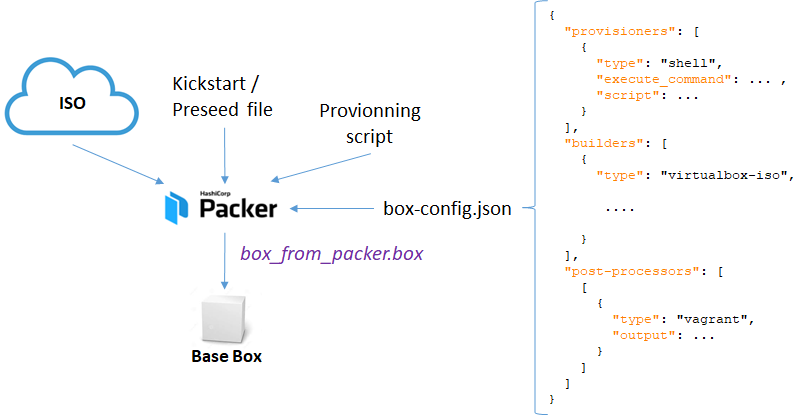 ISO
Kickstart /
Preseed file
Provionning
script
HashiCorp
Packer
box-config.json
box_from_packer.box
Base Box
{
"provisioners": [
{
"type": "shell",
"execute_command": ... ,
"script": ...
}
],
"builders": [
{
"type": "virtualbox-iso",
....
}
],
"post-processors": [
[
{
"type": "vagrant",
"output": ...
}
]
]
}